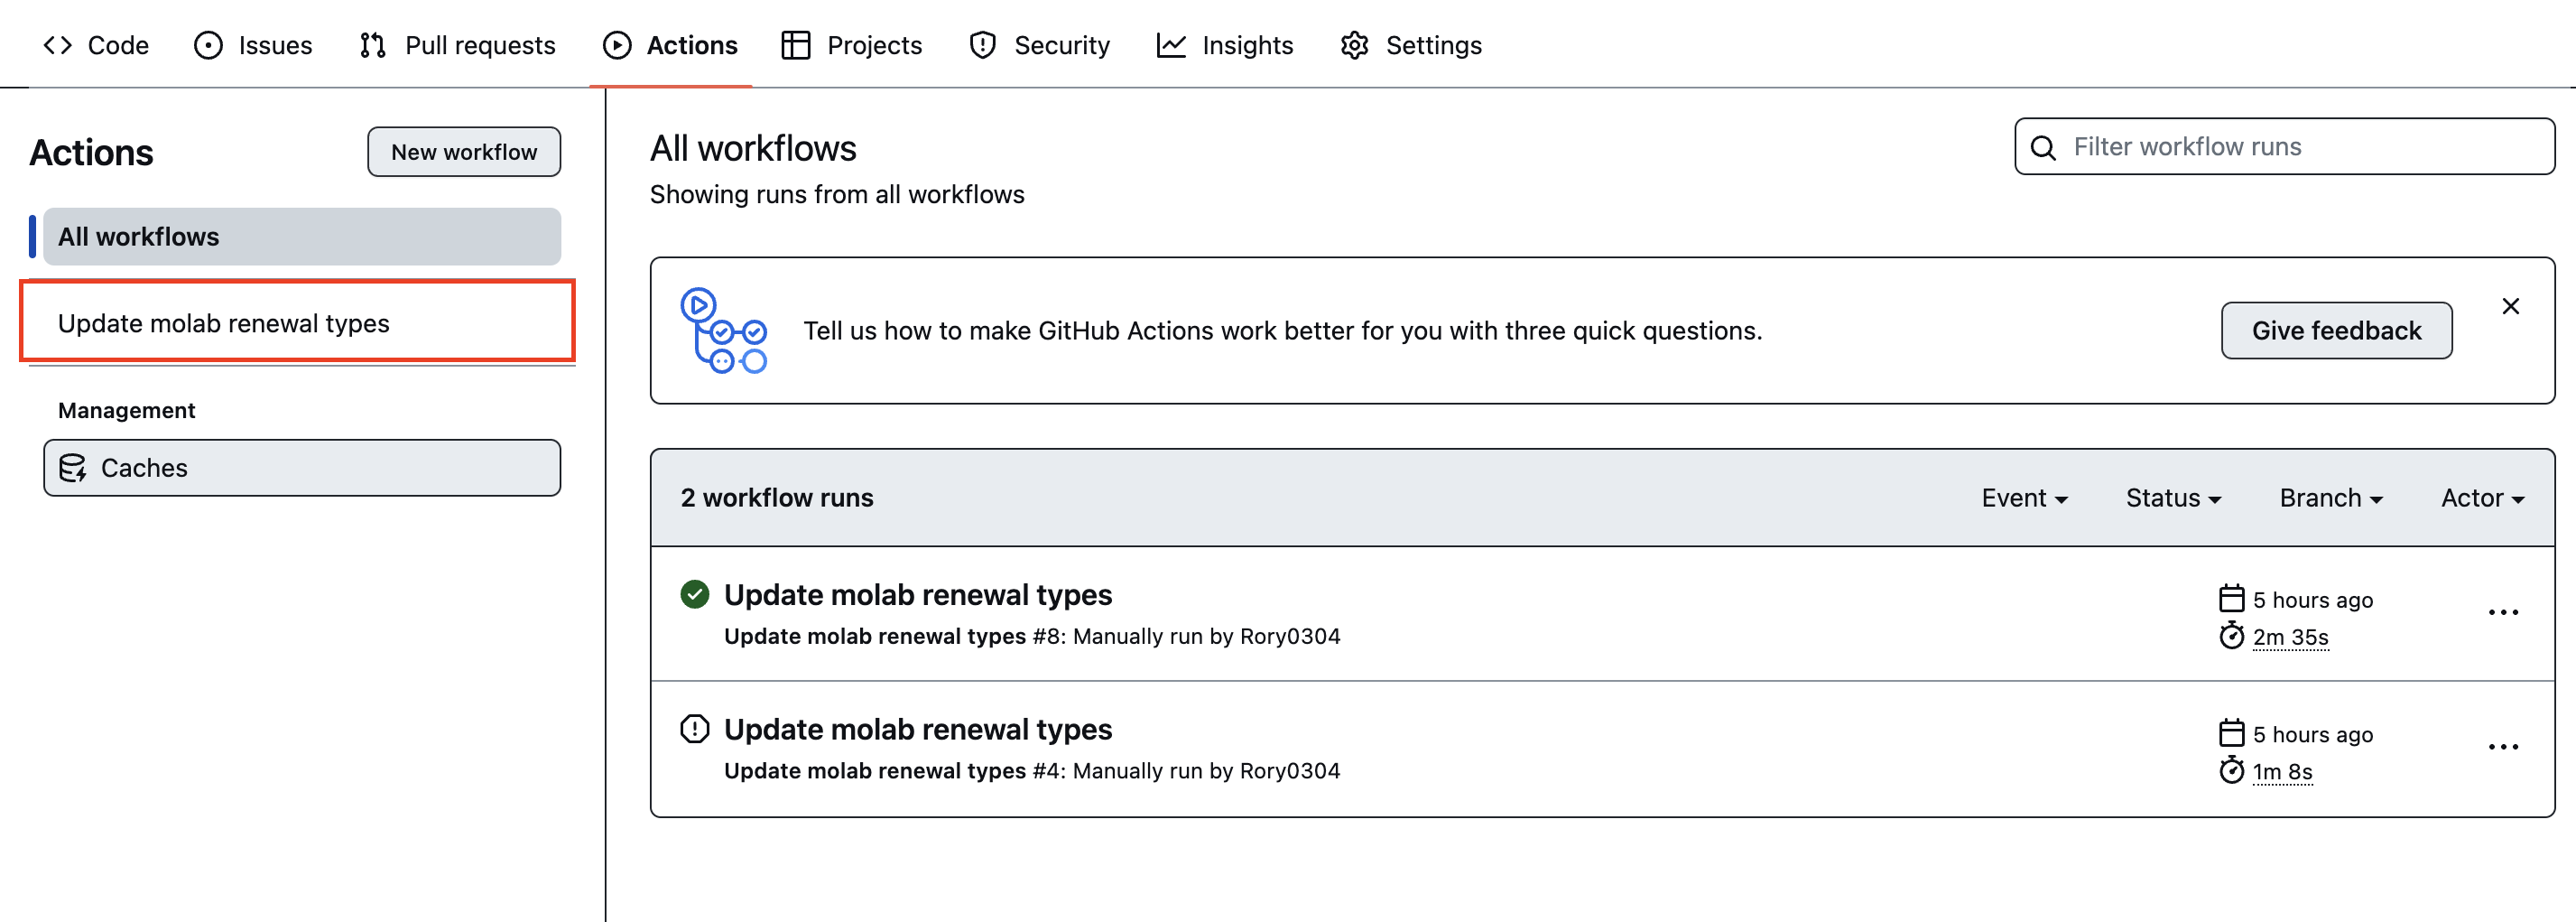 Code Issues Pull requests Actions Projects Security Insights Settings
Actions
New workflow
All workflows
Update molab renewal types
Management
Caches
All workflows
Showing runs from all workflows
Filter workflow runs
Tell us how to make GitHub Actions work better for you with three quick questions.
Give feedback
2 workflow runs
Event Status Branch Actor
Update molab renewal types
Update molab renewal types #8: Manually run by Rory0304
5 hours ago
2m 35s
Update molab renewal types
Update molab renewal types #4: Manually run by Rory0304
5 hours ago
1m 8s